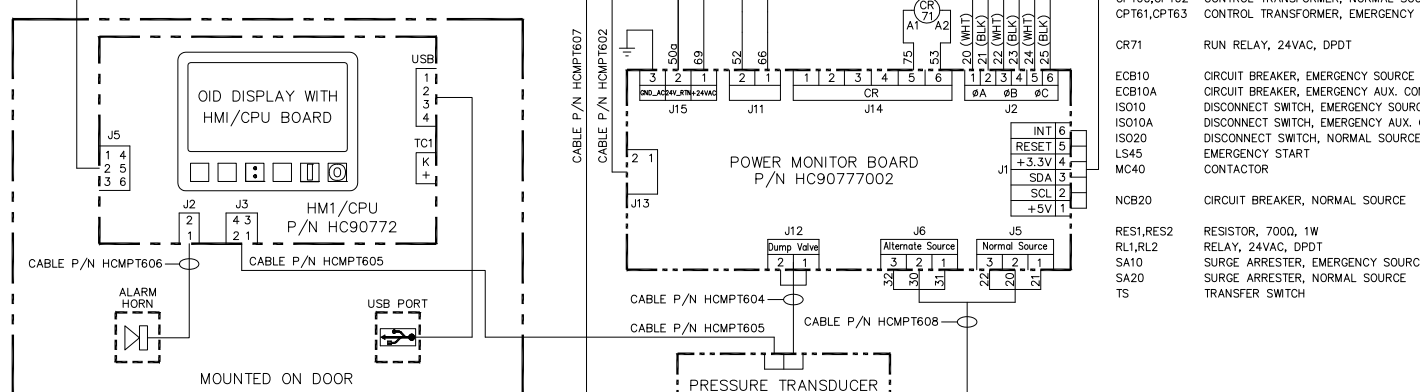 USB
1
2
3
4
TC1
K
+
OID DISPLAY WITH
HMI/CPU BOARD
J5
1 4
2 5
3 6
J2
2
1
J3
4 3
2 1
HM1/CPU
P/N HC90772
CABLE P/N HCMPT606
CABLE P/N HCMPT605
ALARM
HORN
USB PORT
MOUNTED ON DOOR
CABLE P/N HCMPT607
CABLE P/N HCMPT602
50a
69
52
66
CR
71
A1 A2
75
53
20 (WHT)
21 (BLK)
22 (WHT)
23 (BLK)
24 (WHT)
25 (BLK)
3 2 1
GND_AC 24V_RTN +24VAC
J15
2 1
J11
1 2 3 4 5 6
CR
J14
1 2 3 4 5 6
ØA ØB ØC
J2
2 1
J13
POWER MONITOR BOARD
P/N HC90777002
J1
INT 6
RESET 5
+3.3V 4
SDA 3
SCL 2
+5V 1
J12
Dump Valve
2 1
J6
Alternate Source
3 2 1
32 30 31
J5
Normal Source
3 2 1
22 20 21
CABLE P/N HCMPT604
CABLE P/N HCMPT605
CABLE P/N HCMPT608
PRESSURE TRANSDUCER
CPT61,CPT63 CONTROL TRANSFORMER, EMERGENCY
CR71 RUN RELAY, 24VAC, DPDT
ECB10 CIRCUIT BREAKER, EMERGENCY SOURCE
ECB10A CIRCUIT BREAKER, EMERGENCY AUX.
ISO10 DISCONNECT SWITCH, EMERGENCY
ISO10A DISCONNECT SWITCH, EMERGENCY AUX.
ISO20 DISCONNECT SWITCH, NORMAL SOURCE
LS45 EMERGENCY START
MC40 CONTACTOR
NCB20 CIRCUIT BREAKER, NORMAL SOURCE
RES1,RES2 RESISTOR, 700Ω, 1W
RL1,RL2 RELAY, 24VAC, DPDT
SA10 SURGE ARRESTER, EMERGENCY
SA20 SURGE ARRESTER, NORMAL SOURCE
TS TRANSFER SWITCH